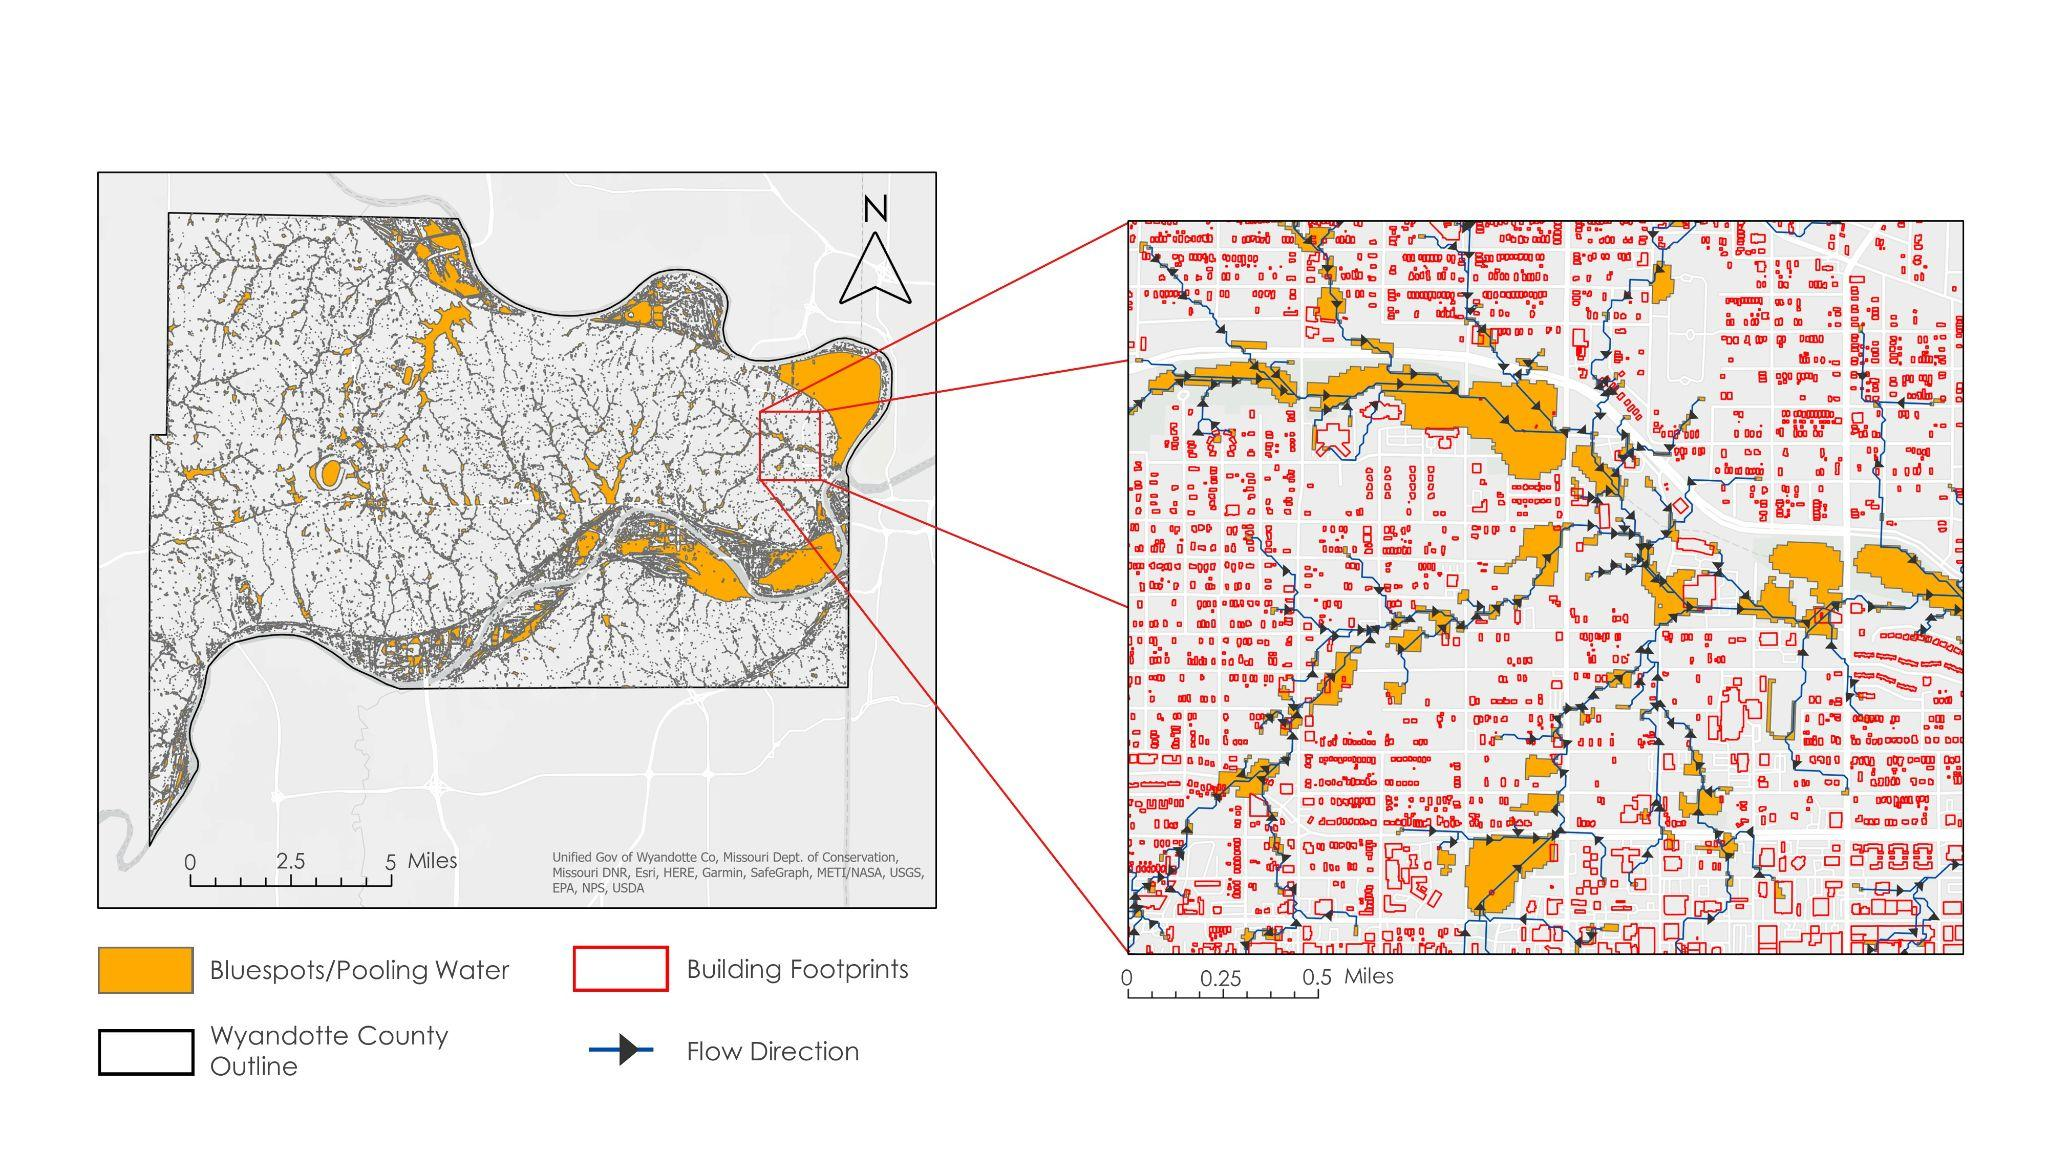 N
0 2.5 5 Miles
Unified Gov of Wyandotte Co, Missouri Dept. of Conservation,
Missouri DNR, Esri, HERE, Garmin, SafeGraph, METI/NASA, USGS,
EPA, NPS, USDA
0 0.25 0.5 Miles
Bluespots/Pooling Water
Building Footprints
Wyandotte County
Outline
Flow Direction